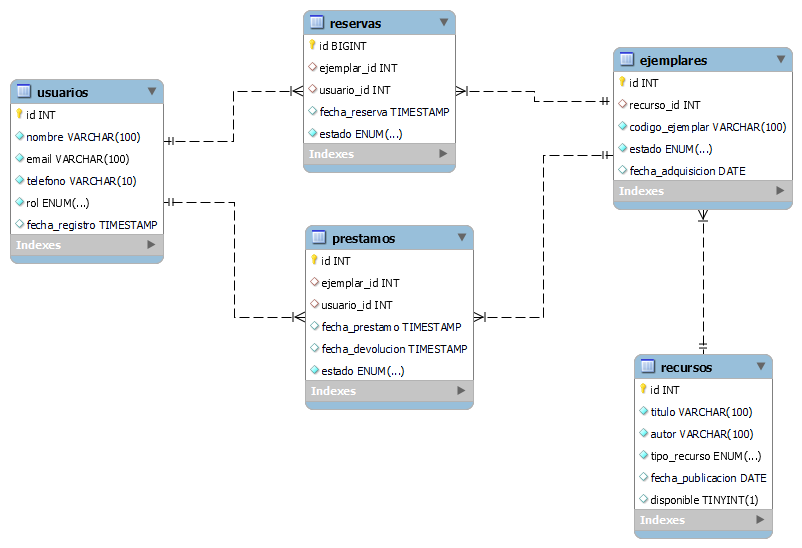 usuarios
id INT
nombre VARCHAR(100)
email VARCHAR(100)
telefono VARCHAR(10)
rol ENUM(...)
fecha_registro TIMESTAMP
Indexes
reservas
id BIGINT
ejemplar_id INT
usuario_id INT
fecha_reserva TIMESTAMP
estado ENUM(...)
Indexes
prestamos
id INT
ejemplar_id INT
usuario_id INT
fecha_prestamo TIMESTAMP
fecha_devolucion TIMESTAMP
estado ENUM(...)
Indexes
ejemplares
id INT
recurso_id INT
codigo_ejemplar VARCHAR(100)
estado ENUM(...)
fecha_adquisicion DATE
Indexes
recursos
id INT
titulo VARCHAR(100)
autor VARCHAR(100)
tipo_recurso ENUM(...)
fecha_publicacion DATE
disponible TINYINT(1)
Indexes